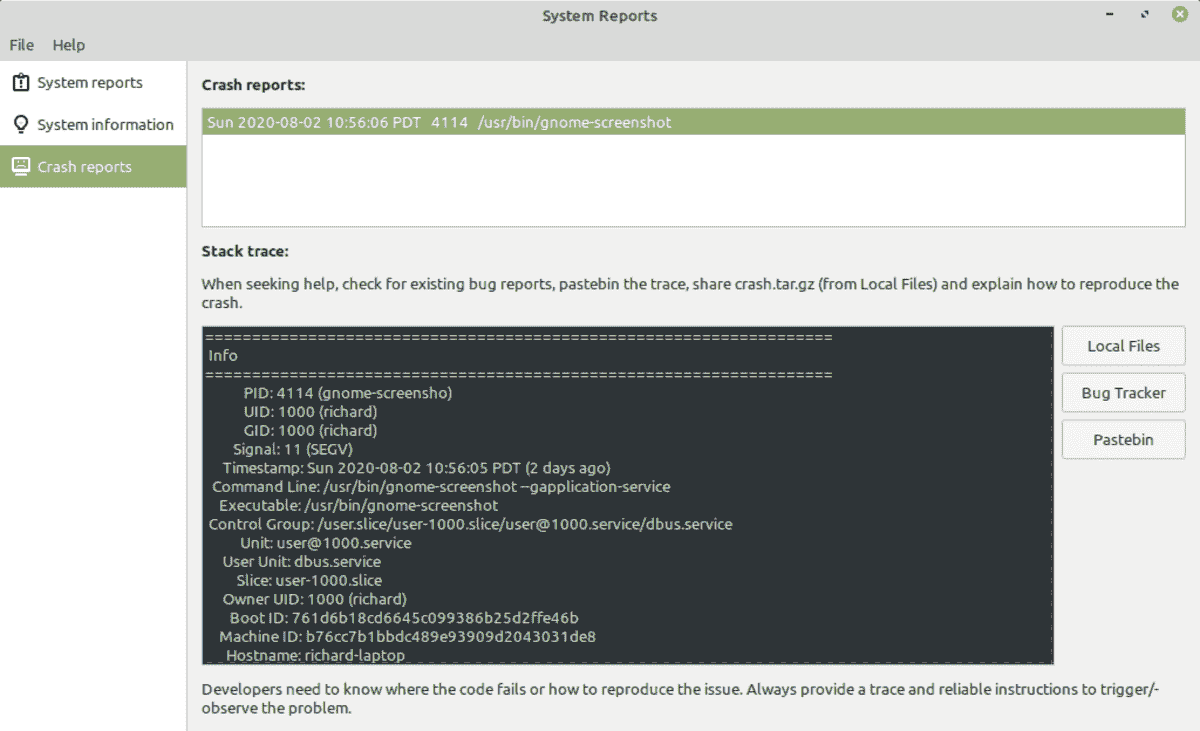 System Reports
File Help
System reports
System information
Crash reports
Crash reports:
Sun 2020-08-02 10:56:06 PDT 4114 /usr/bin/gnome-screenshot
Stack trace:
When seeking help, check for existing bug reports, pastebin the trace, share crash.tar.gz (from Local Files) and explain how to reproduce the
crash.
===================================================================
Info
===================================================================
PID: 4114 (gnome-screensho)
UID: 1000 (richard)
GID: 1000 (richard)
Signal: 11 (SEGV)
Timestamp: Sun 2020-08-02 10:56:05 PDT (2 days ago)
Command Line: /usr/bin/gnome-screenshot --gapplication-service
Executable: /usr/bin/gnome-screenshot
Control Group: /user.slice/user-1000.slice/user@1000.service/dbus.service
Unit: user@1000.service
User Unit: dbus.service
Slice: user-1000.slice
Owner UID: 1000 (richard)
Boot ID: 761d6b18cd6645c099386b25d2ffe46b
Machine ID: b76cc7b1bbdc489e93909d2043031de8
Hostname: richard-laptop
Local Files
Bug Tracker
Pastebin
Developers need to know where the code fails or how to reproduce the issue. Always provide a trace and reliable instructions to trigger/-
observe the problem.